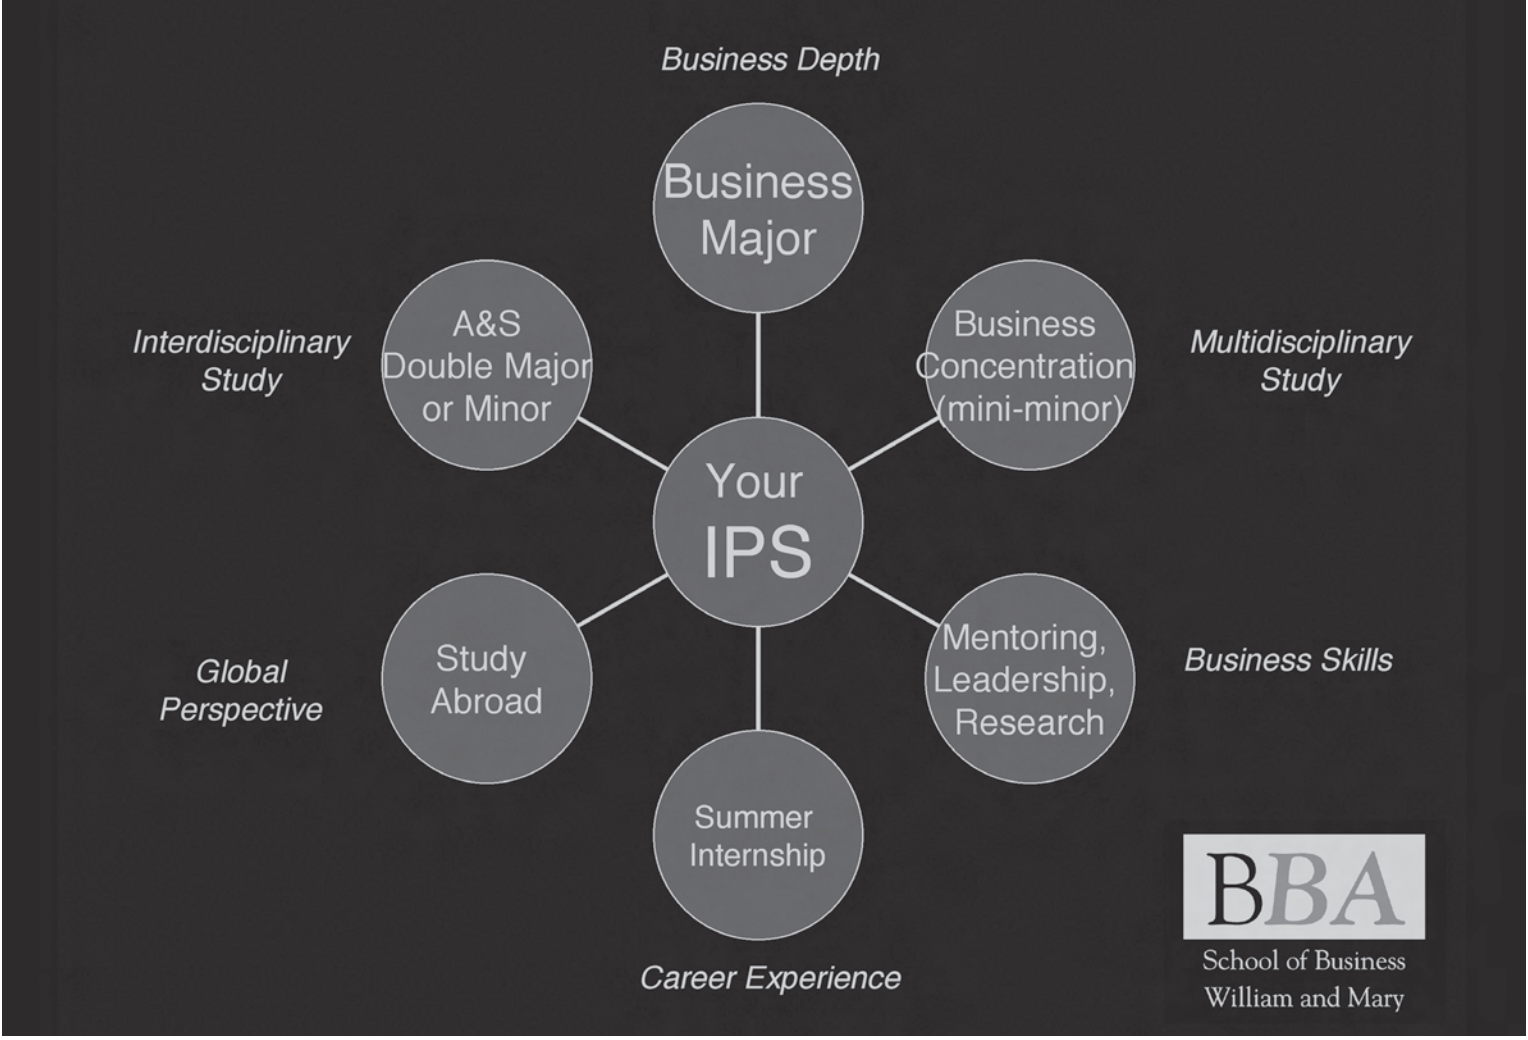 Business Depth
Business
Major
A&S
Double Major
or Minor
Interdisciplinary
Study
Business
Concentration
(mini-minor)
Multidisciplinary
Study
Your
IPS
Global
Perspective
Study
Abroad
Mentoring,
Leadership,
Research
Business Skills
Summer
Internship
Career Experience
BBA
School of Business
William and Mary